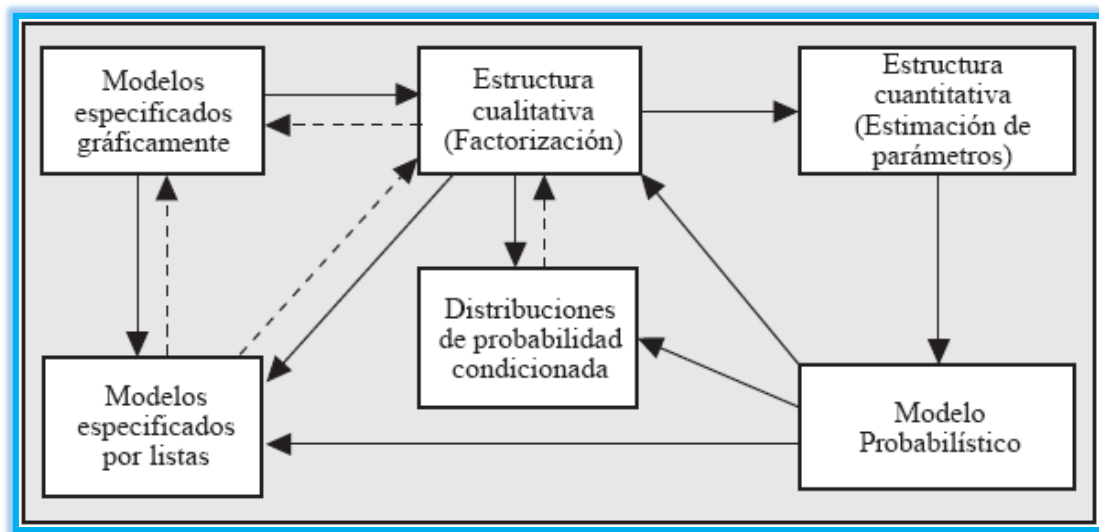 Modelos
especificados
gráficamente
Estructura
cualitativa
(Factorización)
Estructura
cuantitativa
(Estimación de
parámetros)
Distribuciones
de probabilidad
condicionada
Modelos
especificados
por listas
Modelo
Probabilístico